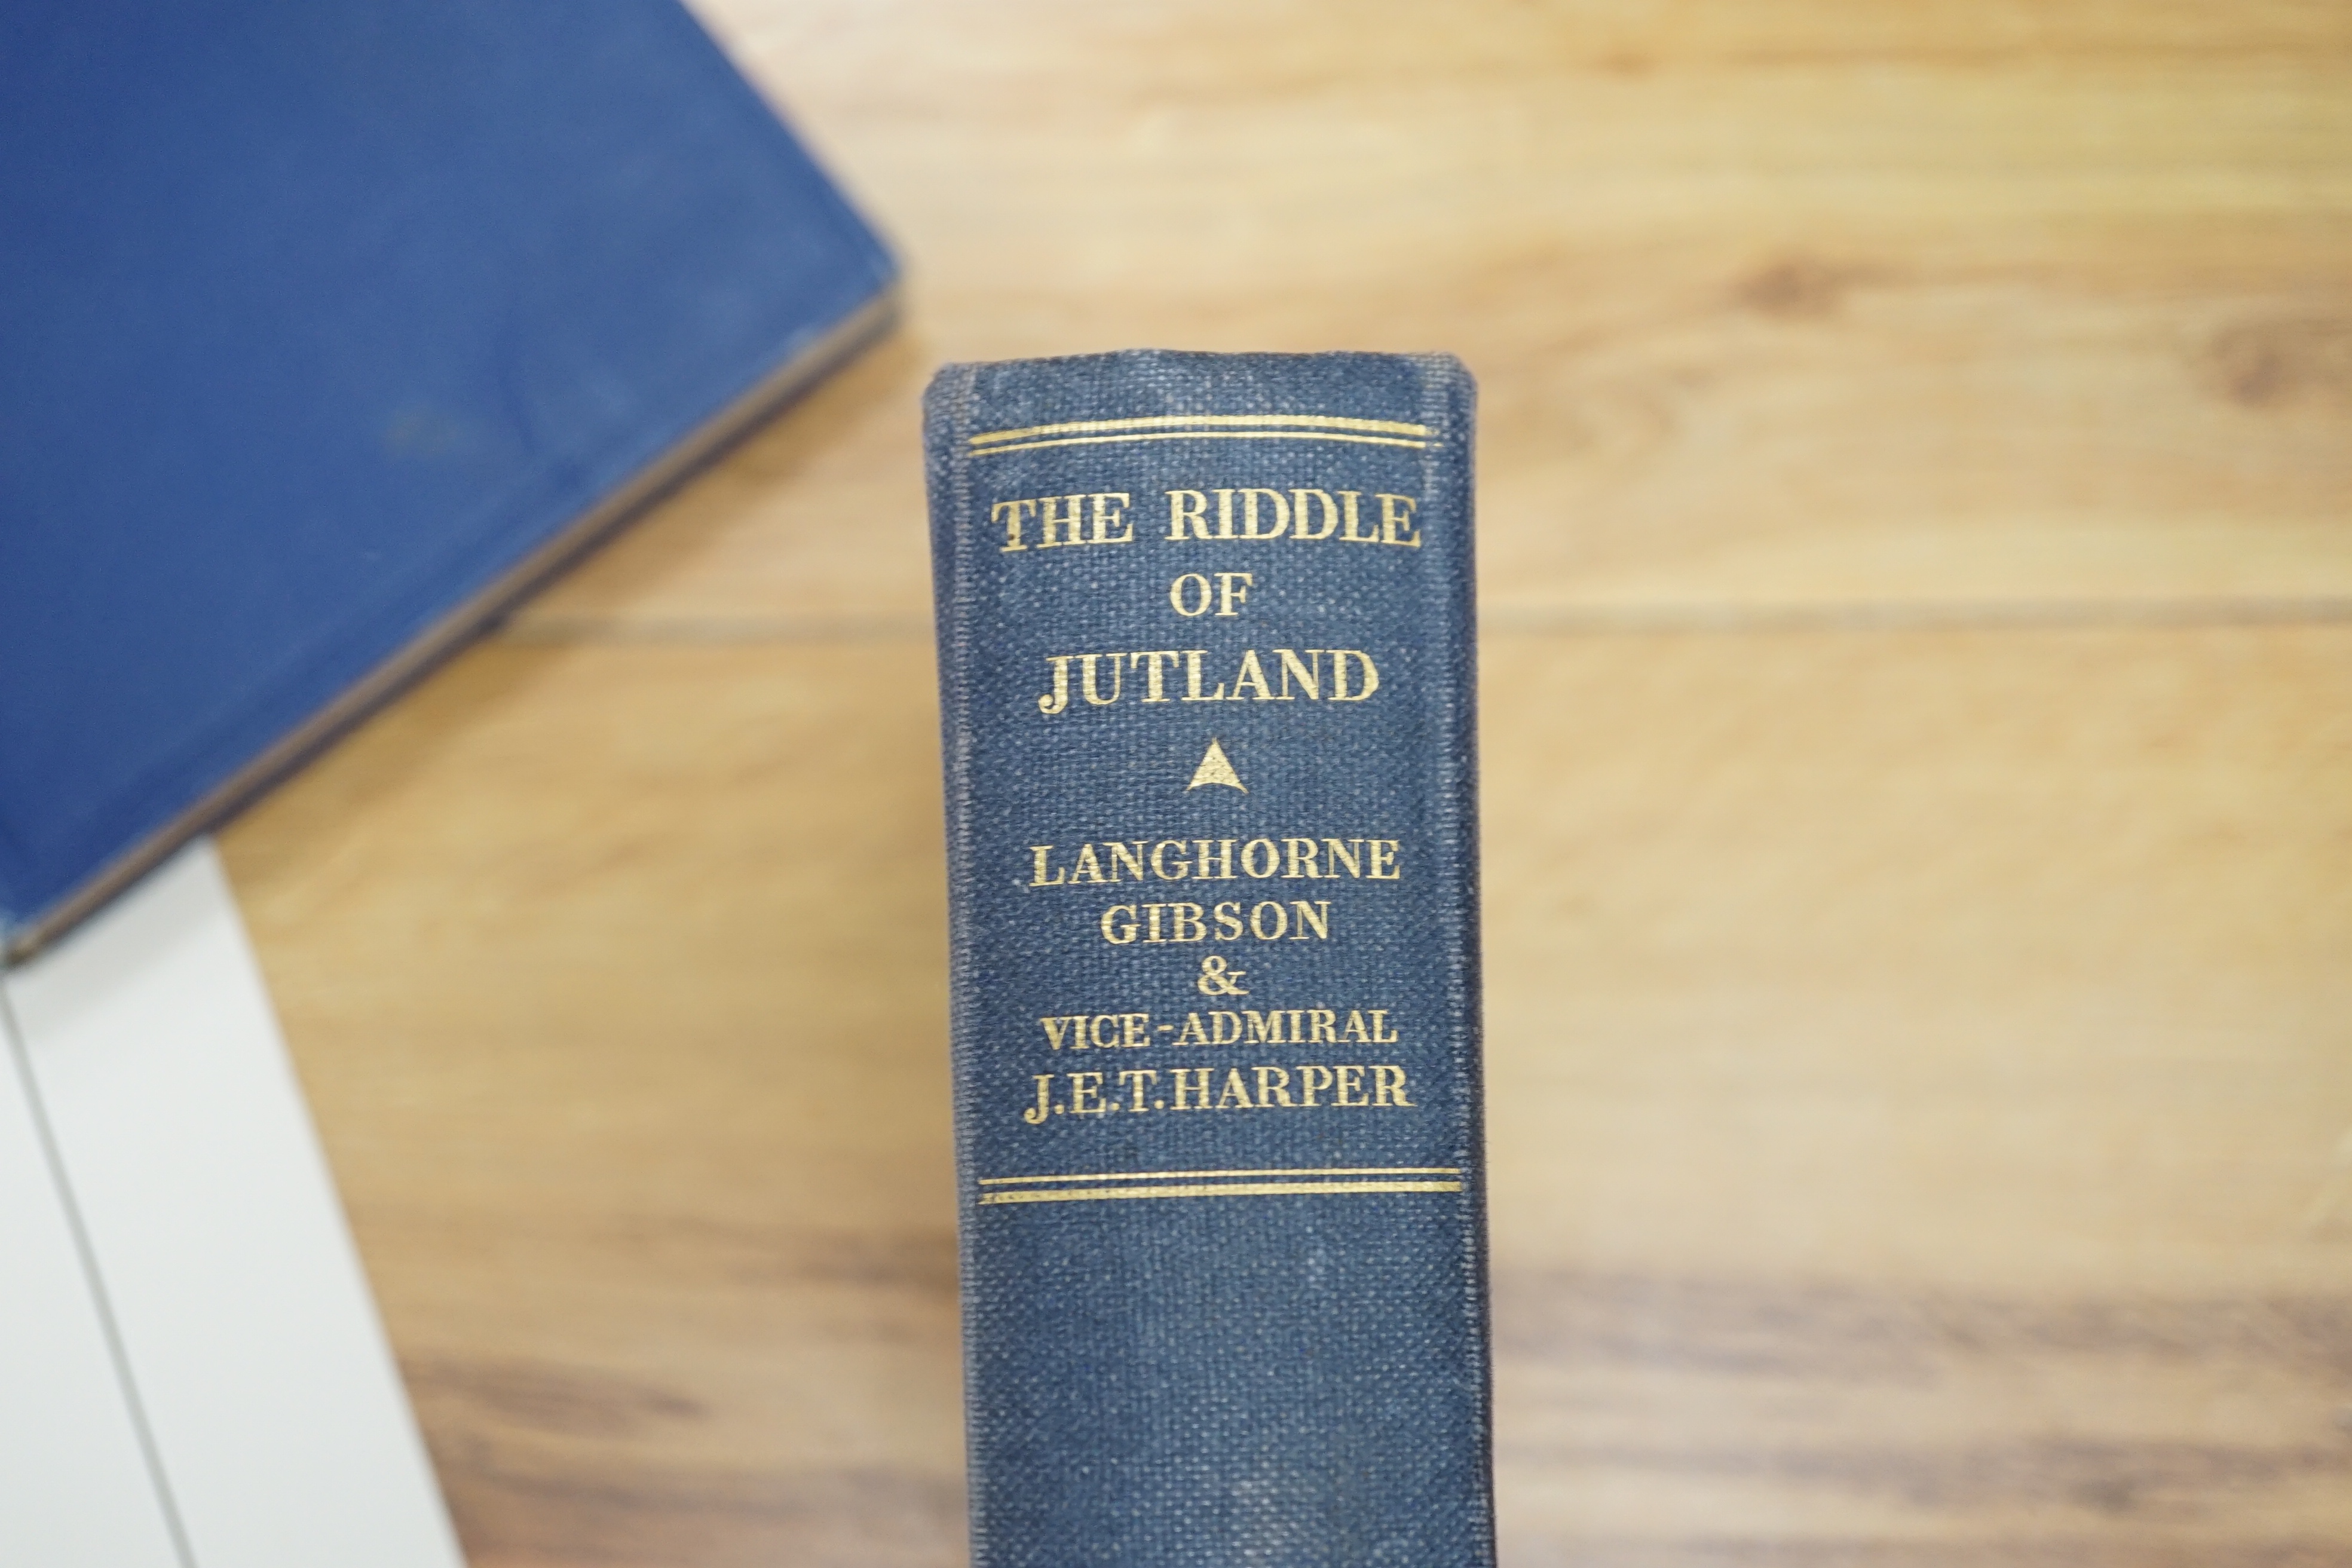 THE RIDDLE
OF
JUTLAND
LANGHORNE
GIBSON
&
VICE-ADMIRAL
J.E.T. HARPER